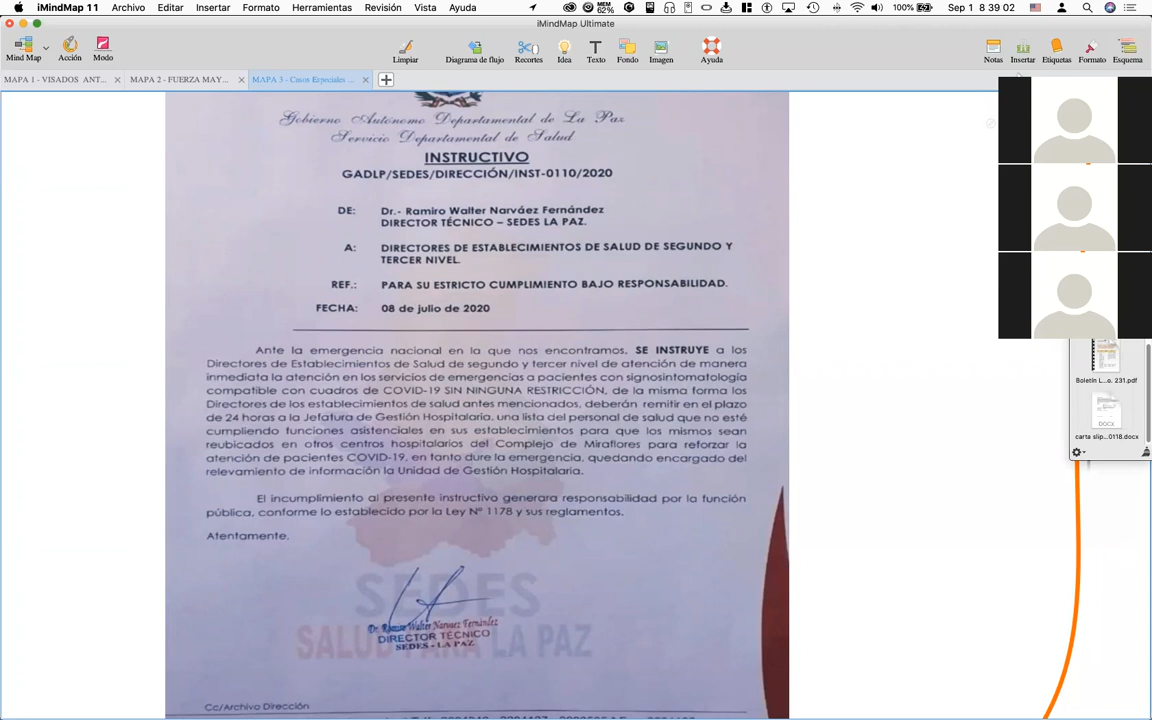 iMindMap 11 Archivo Editar Insertar Formato Herramientas Revisión Vista Ayuda MEM 62% 100% Sep 1 8 39 02
iMindMap Ultimate
Mind Map Acción Modo Limpiar Diagrama de flujo Recortes Idea Texto Fondo Imagen Ayuda Notas Insertar Etiquetas Formato Esquema
MAPA 1 - VISADOS ANT... MAPA 2 - FUERZA MAY... MAPA 3 - Casos Especiales ...
Gobierno Autónomo Departamental de La Paz
Servicio Departamental de Salud
INSTRUCTIVO
GADLP/SEDES/DIRECCIÓN/INST-0110/2020
DE: Dr.- Ramiro Walter Narváez Fernández
DIRECTOR TÉCNICO – SEDES LA PAZ.
A: DIRECTORES DE ESTABLECIMIENTOS DE SALUD DE SEGUNDO Y
TERCER NIVEL.
REF.: PARA SU ESTRICTO CUMPLIMIENTO BAJO RESPONSABILIDAD.
FECHA: 08 de julio de 2020
Ante la emergencia nacional en la que nos encontramos, SE INSTRUYE a los
Directores de Establecimientos de Salud de segundo y tercer nivel de atención de manera
inmediata la atención en los servicios de emergencias a pacientes con signosintomatología
compatible con cuadros de COVID-19 SIN NINGUNA RESTRICCIÓN, de la misma forma los
Directores de los establecimientos de salud antes mencionados, deberán remitir en el plazo
de 24 horas a la Jefatura de Gestión Hospitalaria, una lista del personal de salud que no esté
cumpliendo funciones asistenciales en sus establecimientos para que los mismos sean
reubicados en otros centros hospitalarios del Complejo de Miraflores para reforzar la
atención de pacientes COVID-19, en tanto dure la emergencia, quedando encargado del
relevamiento de información la Unidad de Gestión Hospitalaria.
El incumplimiento al presente instructivo generara responsabilidad por la función
pública, conforme lo establecido por la Ley N° 1178 y sus reglamentos.
Atentamente,
SEDES
SALUD PARA LA PAZ
Dr. Ramiro Walter Narvaez Fernández
DIRECTOR TÉCNICO
SEDES - LA PAZ
Cc/Archivo Dirección
Boletín L...o. 231.pdf
DOCX
carta slip...0118.docx